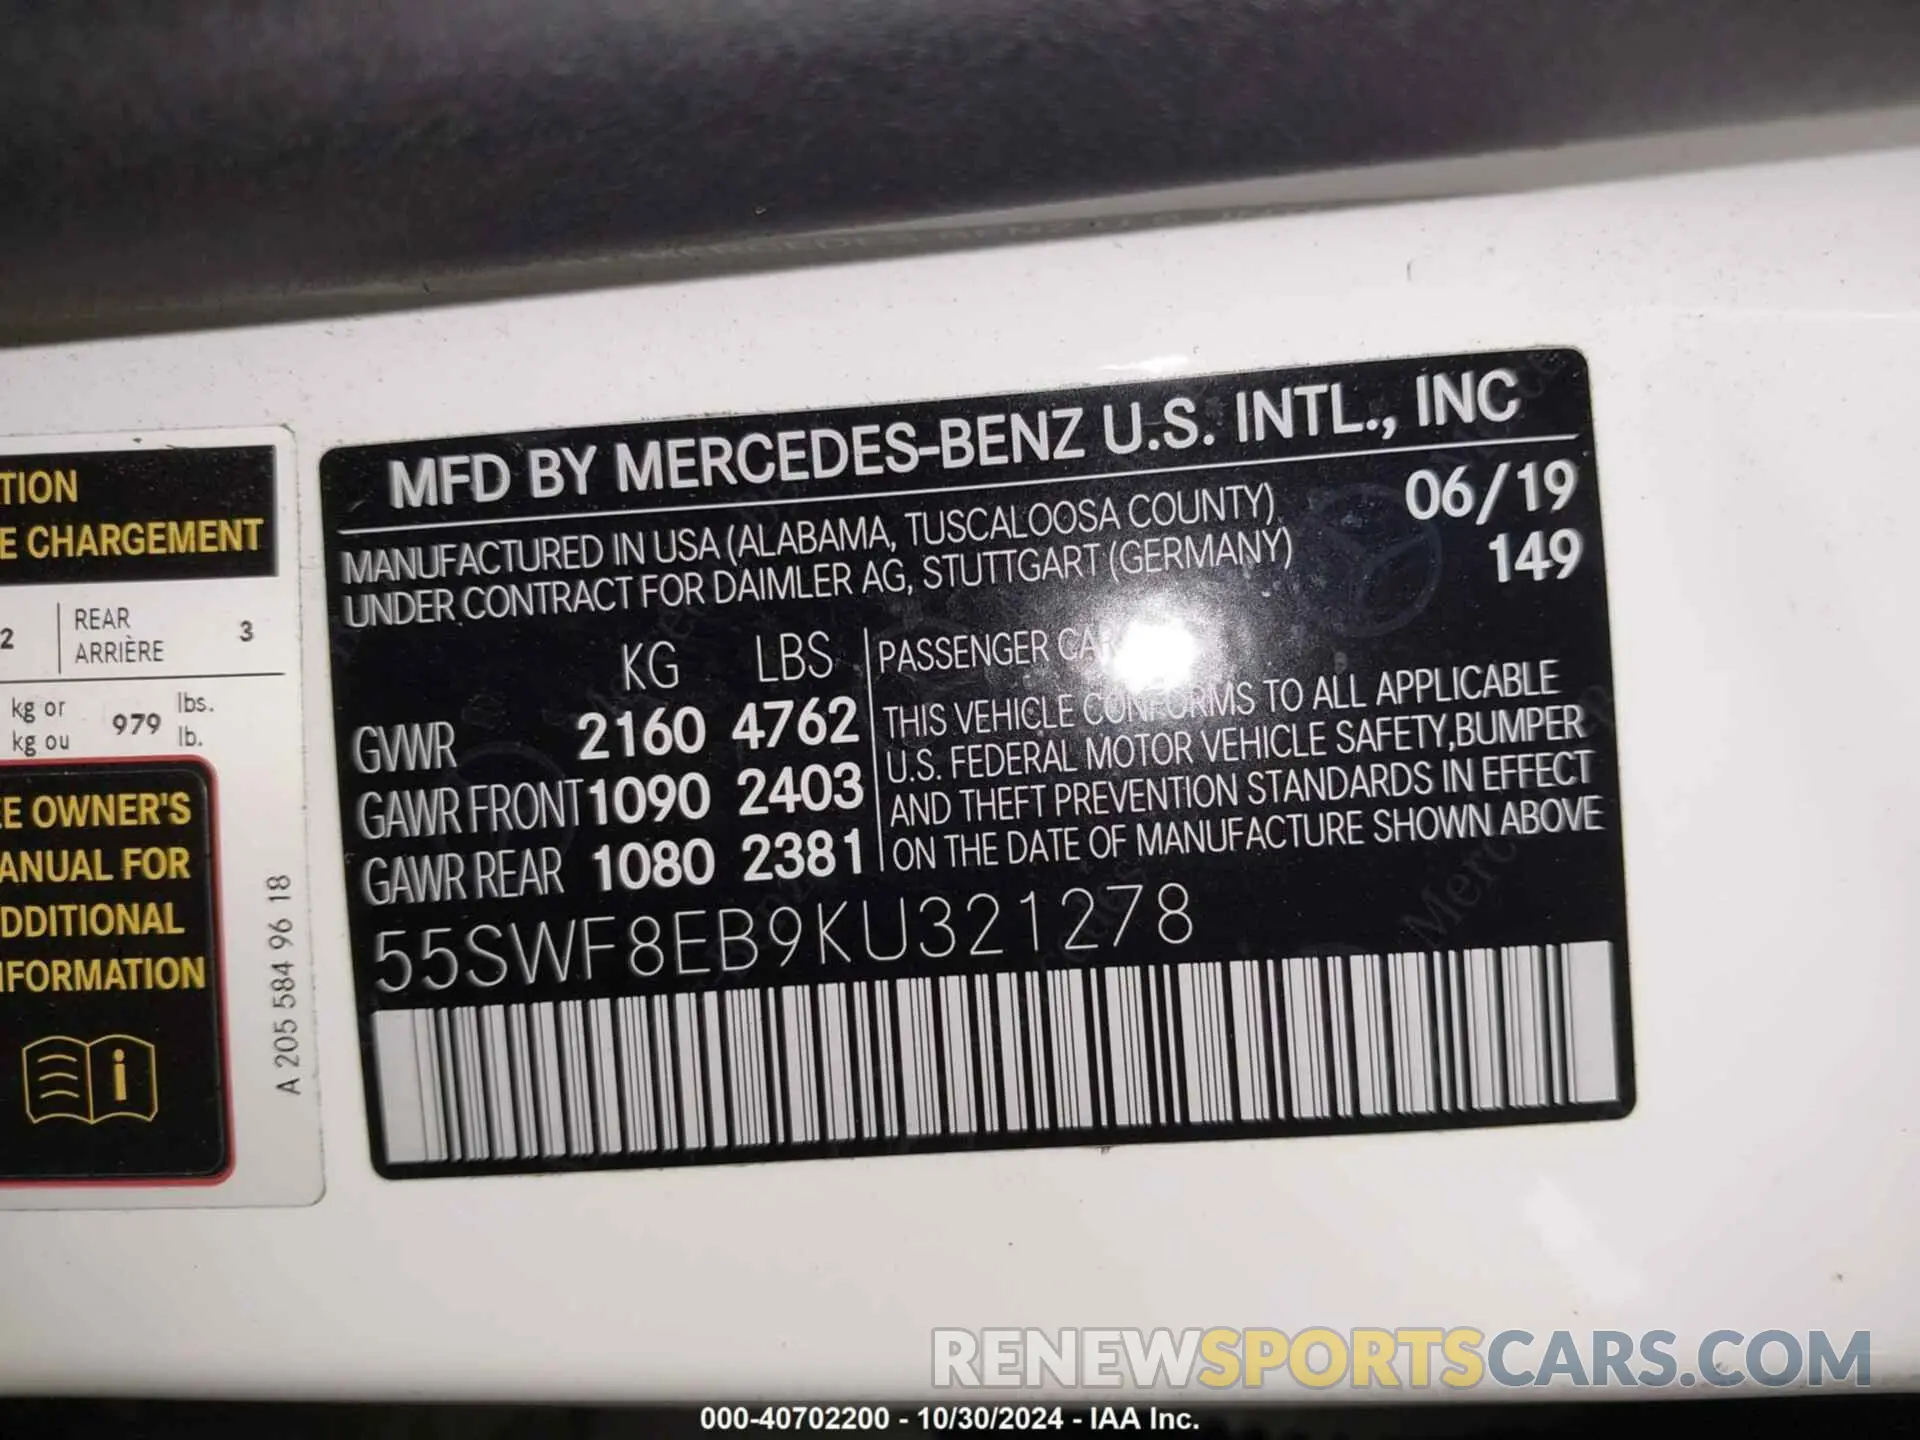 TION
E CHARGEMENT
2 REAR 3
ARRIÈRE
kg or 979 lbs.
kg ou lb.
E OWNER'S
ANUAL FOR
DDITIONAL
FORMATION
A 205 584 96 18
MFD BY MERCEDES-BENZ U.S. INTL., INC
MANUFACTURED IN USA (ALABAMA, TUSCALOOSA COUNTY) 06/19
UNDER CONTRACT FOR DAIMLER AG, STUTTGART (GERMANY) 149
KG LBS
GVWR 2160 4762
GAWR FRONT 1090 2403
GAWR REAR 1080 2381
PASSENGER CAR
THIS VEHICLE CONFORMS TO ALL APPLICABLE
U.S. FEDERAL MOTOR VEHICLE SAFETY,BUMPER
AND THEFT PREVENTION STANDARDS IN EFFECT
ON THE DATE OF MANUFACTURE SHOWN ABOVE
55SWF8EB9KU321278
RENEWSPORTSCARS.COM
000-40702200 - 10/30/2024 - IAA Inc.